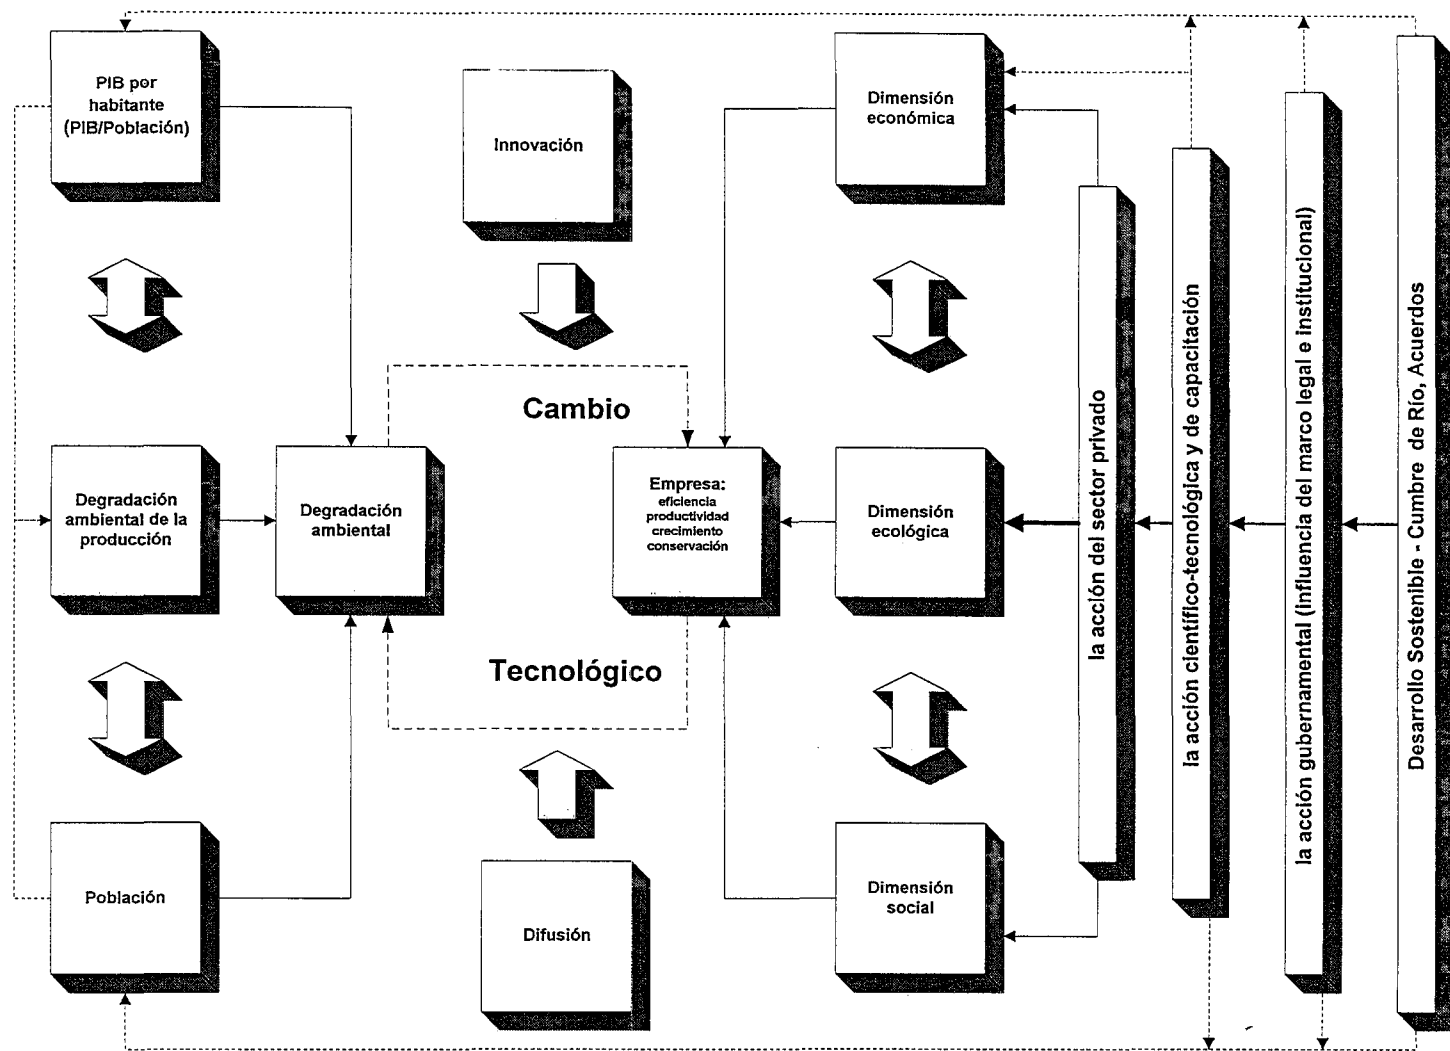 PIB por
habitante
(PIB/Población)
Innovación
Dimensión
económica
Cambio
Degradación
ambiental de la
producción
Degradación
ambiental
Empresa:
eficiencia
productividad
crecimiento
conservación
Dimensión
ecológica
Tecnológico
Población
Difusión
Dimensión
social
la acción del sector privado
la acción científico-tecnológica y de capacitación
la acción gubernamental (influencia del marco legal e institucional)
Desarrollo Sostenible - Cumbre de Río, Acuerdos